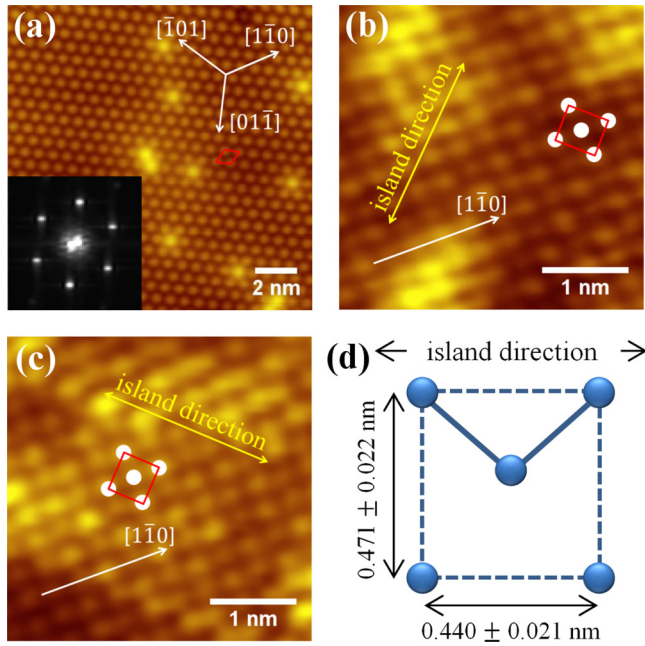 (a)
[1̅01]
[11̅0]
[011̅]
2 nm
(b)
island direction
[11̅0]
1 nm
(c)
island direction
[11̅0]
1 nm
(d)
island direction
0.471 ± 0.022 nm
0.440 ± 0.021 nm